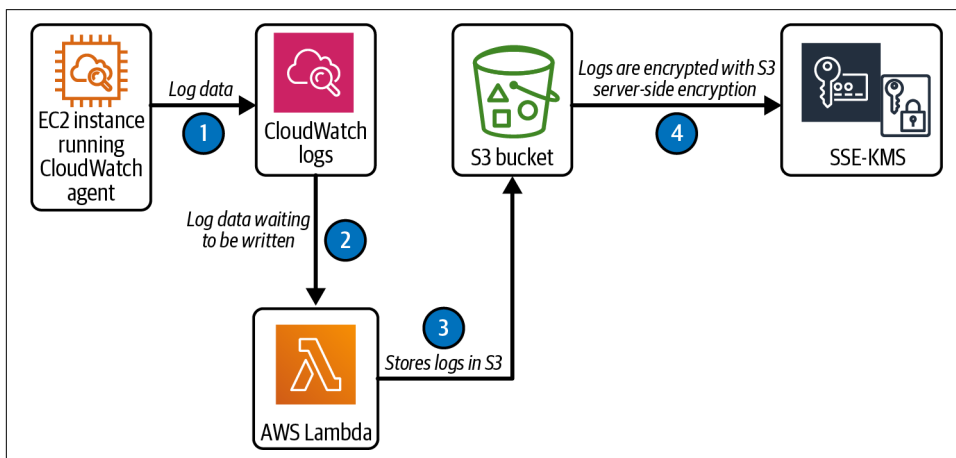 EC2 instance
running
CloudWatch
agent
Log data
1
CloudWatch
logs
Log data waiting
to be written
2
AWS Lambda
3
Stores logs in S3
S3 bucket
Logs are encrypted with S3
server-side encryption
4
SSE-KMS